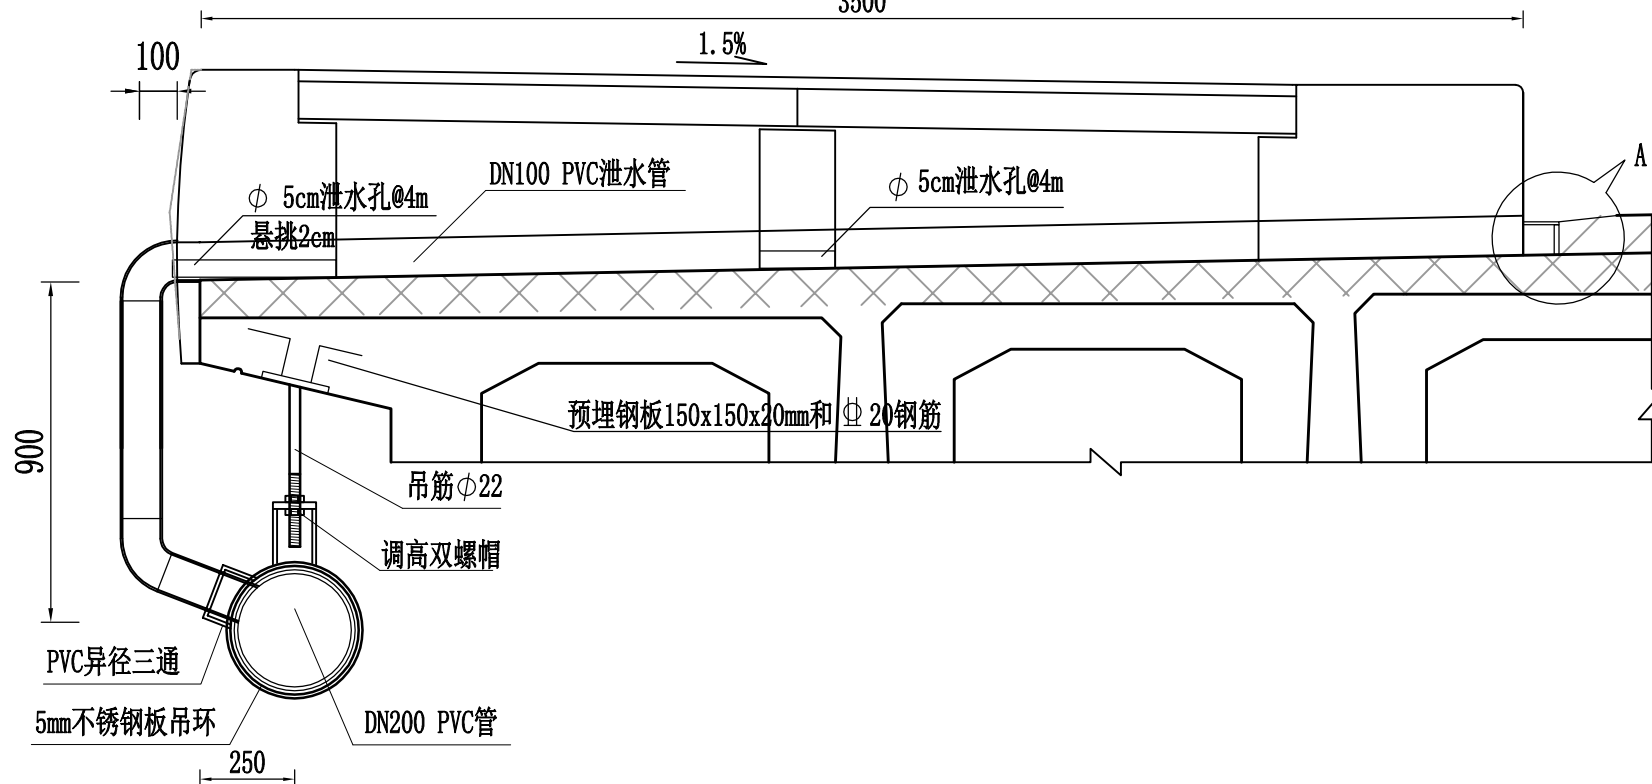 3500
1.5%
100
A
DN100 PVC泄水管
ϕ 5cm泄水孔@4m
ϕ 5cm泄水孔@4m
悬挑2cm
预埋钢板150x150x20mm和 20钢筋
900
吊筋ϕ22
调高双螺帽
PVC异径三通
5mm不锈钢板吊环
DN200 PVC管
250